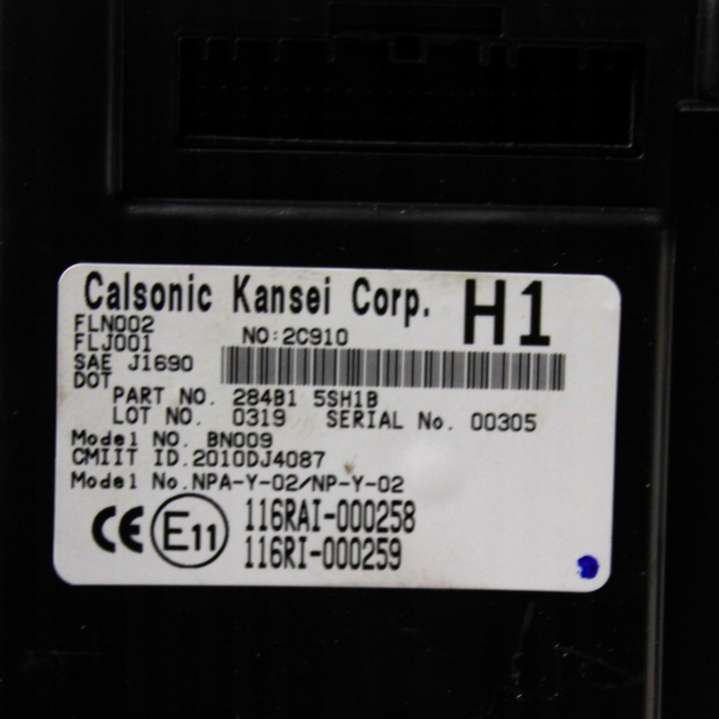 Calsonic Kansei Corp. H1
FLN002
FLJ001 NO:2C910
SAE J1690
DOT
PART NO. 284B1 5SH1B
LOT NO. 0319 SERIAL No. 00305
Model NO. BN009
CMIIT ID.2010DJ4087
Model No.NPA-Y-02/NP-Y-02
CE E11 116RAI-000258
116RI-000259